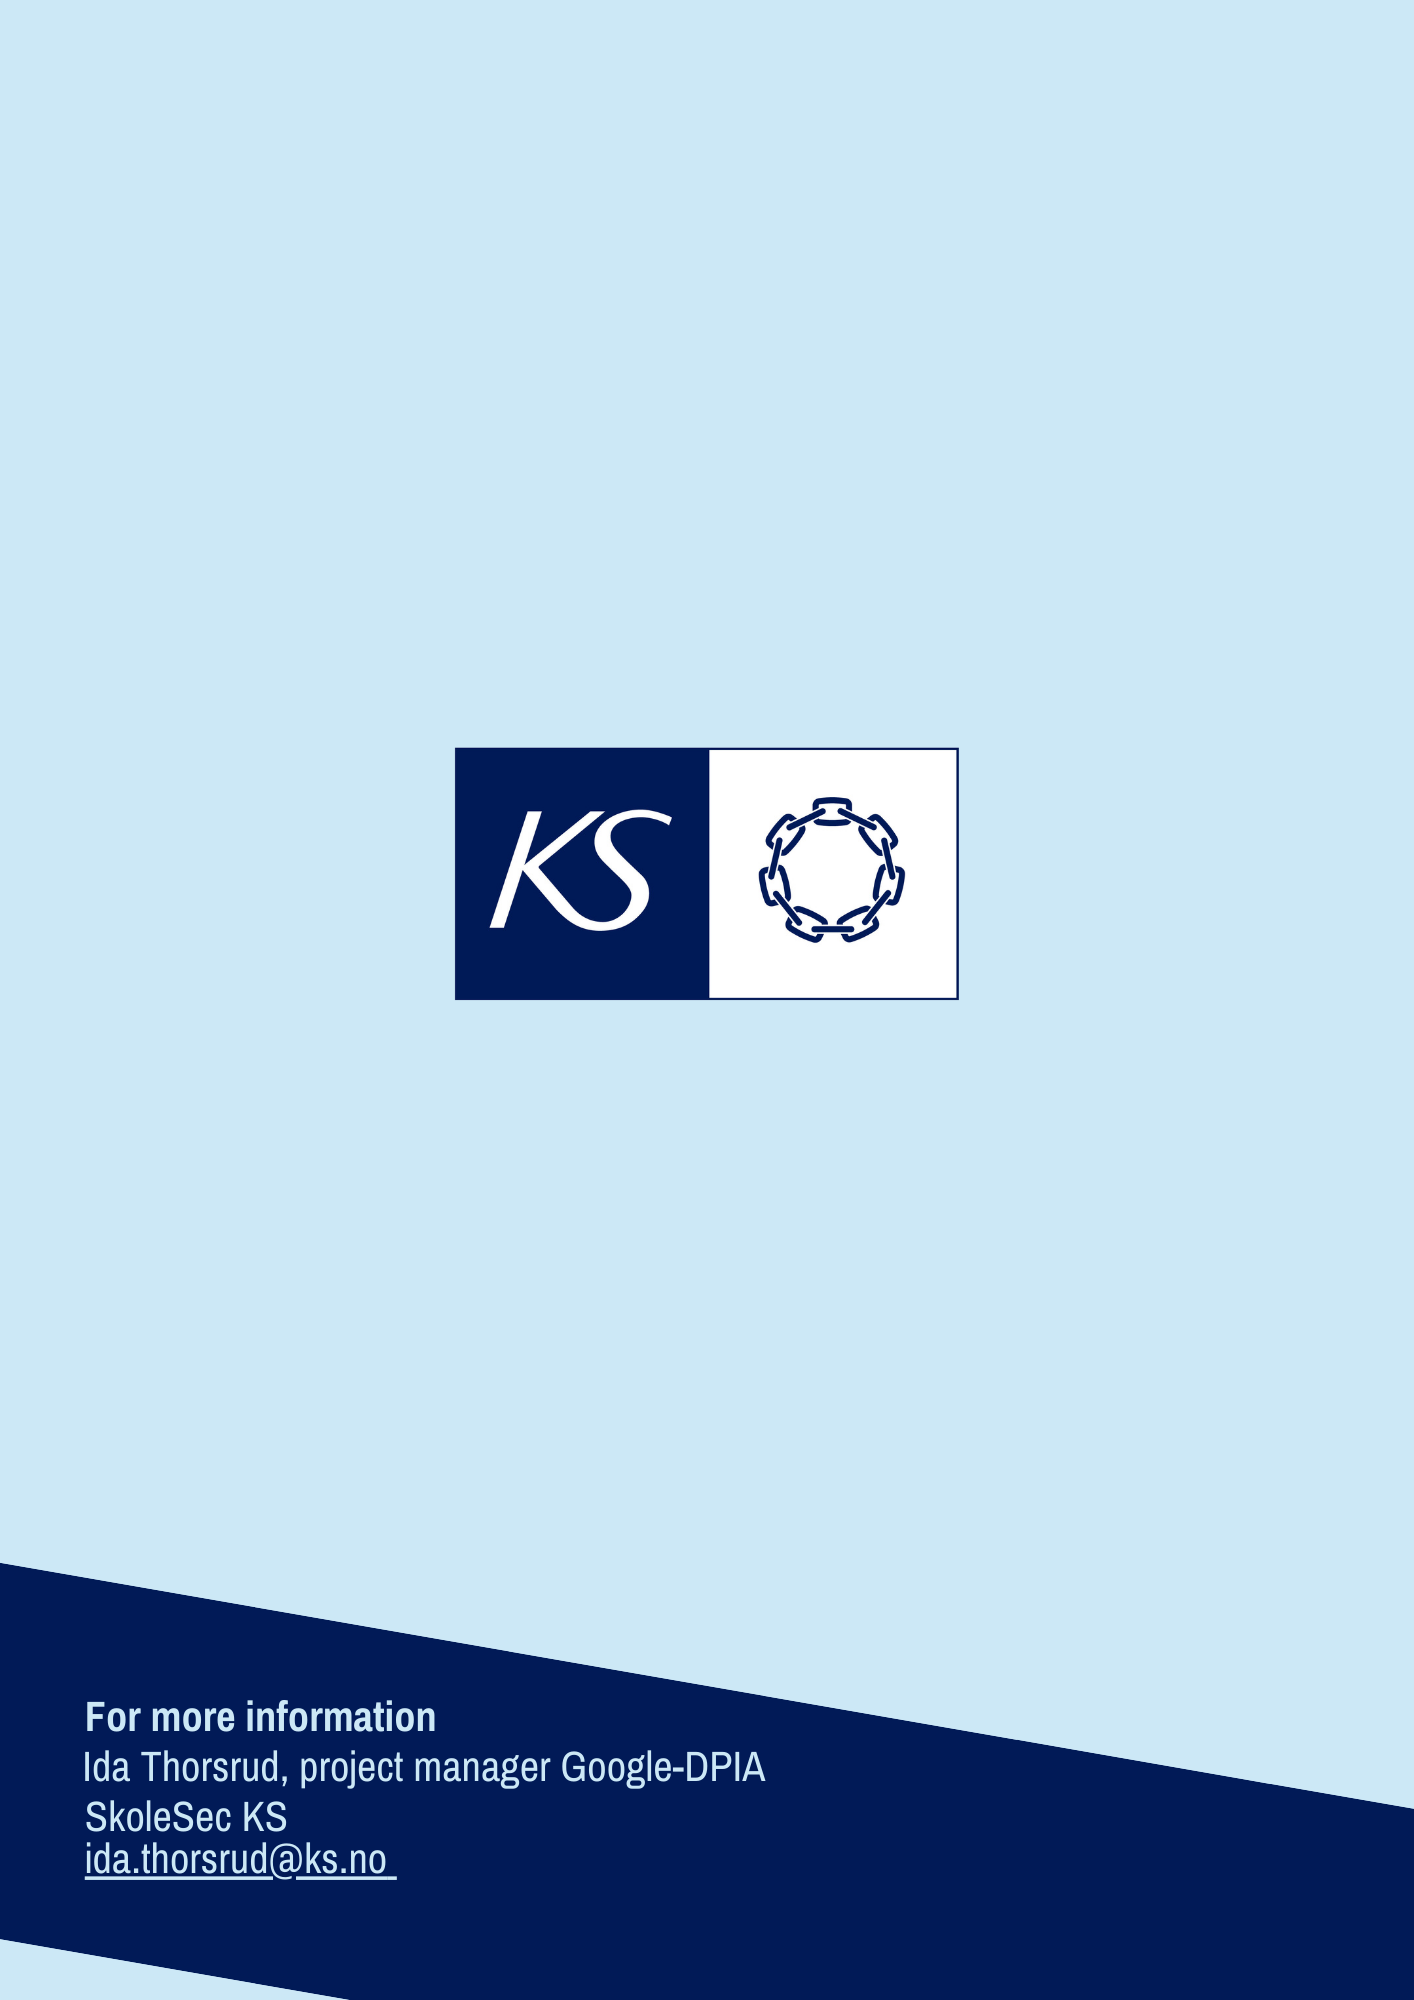 KS
For more information
Ida Thorsrud, project manager Google-DPIA
SkoleSec KS
ida.thorsrud@ks.no